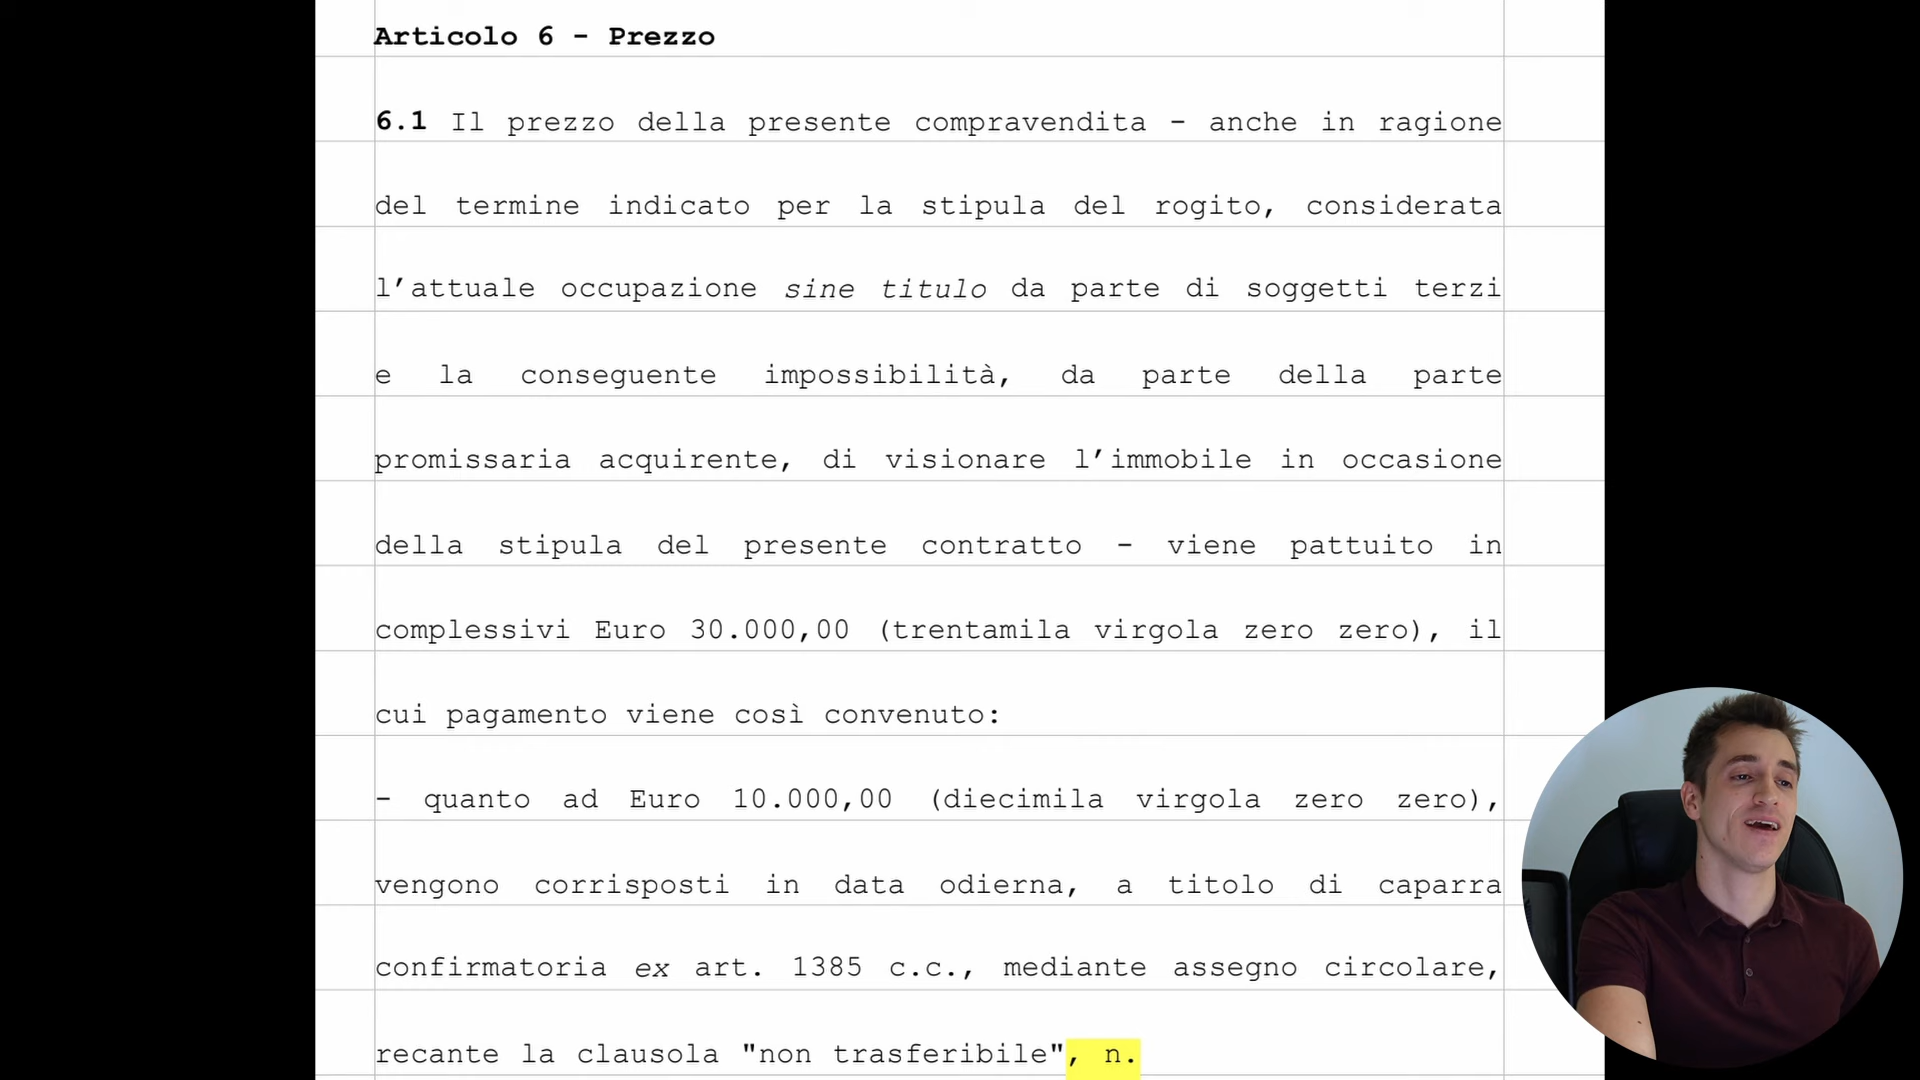 Articolo 6 - Prezzo
6.1 Il prezzo della presente compravendita - anche in ragione
del termine indicato per la stipula del rogito, considerata
l’attuale occupazione sine titulo da parte di soggetti terzi
e la conseguente impossibilità, da parte della parte
promissaria acquirente, di visionare l’immobile in occasione
della stipula del presente contratto - viene pattuito in
complessivi Euro 30.000,00 (trentamila virgola zero zero), il
cui pagamento viene così convenuto:
- quanto ad Euro 10.000,00 (diecimila virgola zero zero),
vengono corrisposti in data odierna, a titolo di caparra
confirmatoria ex art. 1385 c.c., mediante assegno circolare,
recante la clausola "non trasferibile", n.